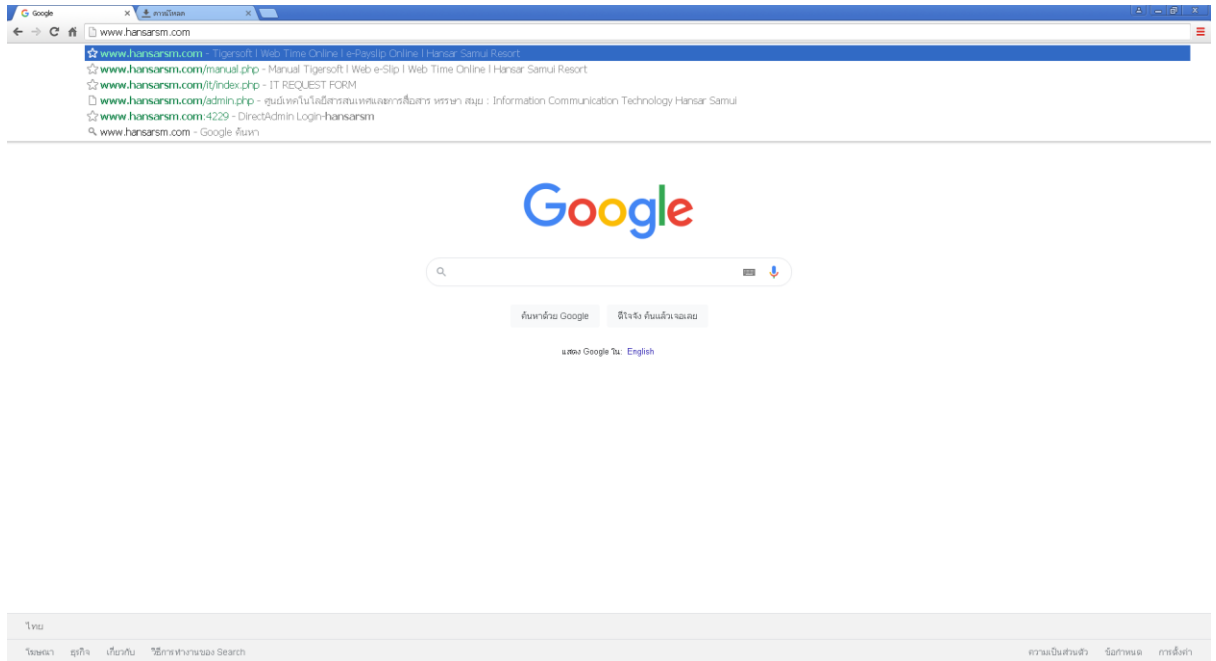 Google ดาวน์โหลด
www.hansarsm.com
www.hansarsm.com - Tigersoft l Web Time Online l e-Payslip Online l Hansar Samui Resort
www.hansarsm.com/manual.php - Manual Tigersoft l Web e-Slip l Web Time Online l Hansar Samui Resort
www.hansarsm.com/it/index.php - IT REQUEST FORM
www.hansarsm.com/admin.php - ศูนย์เทคโนโลยีสารสนเทศและการสื่อสาร หรรษา สมุย : Information Communication Technology Hansar Samui
www.hansarsm.com:4229 - DirectAdmin Login-hansarsm
www.hansarsm.com - Google ค้นหา
Google
ค้นหาด้วย Google ดีใจจัง ค้นแล้วเจอเลย
แสดง Google ใน: English
ไทย
โฆษณา ธุรกิจ เกี่ยวกับ วิธีการทำงานของ Search ความเป็นส่วนตัว ข้อกำหนด การตั้งค่า